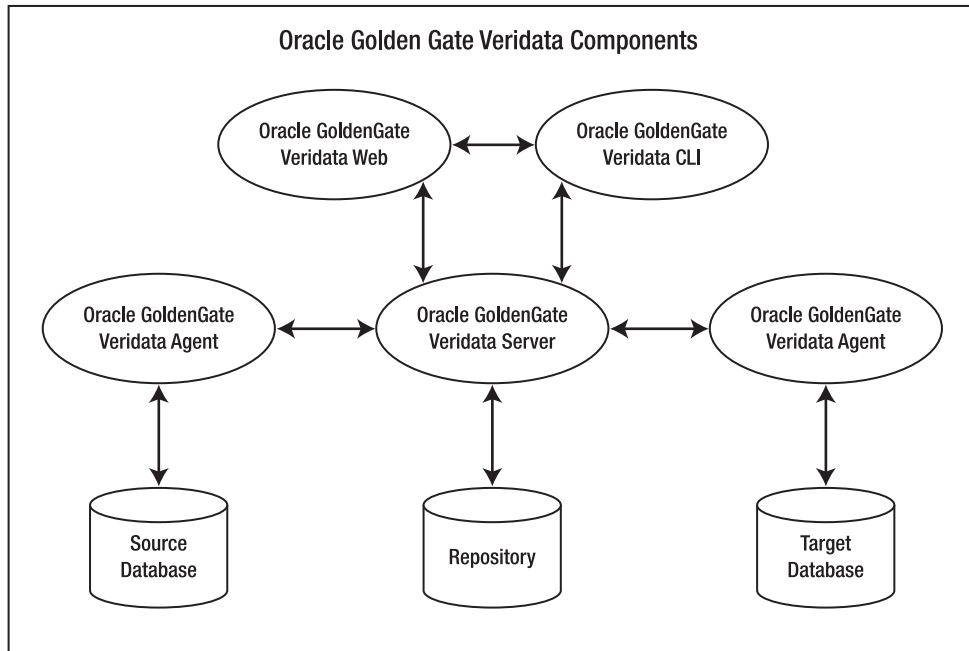 Oracle Golden Gate Veridata Components
Oracle GoldenGate
Veridata Web
Oracle GoldenGate
Veridata CLI
Oracle GoldenGate
Veridata Agent
Oracle GoldenGate
Veridata Server
Oracle GoldenGate
Veridata Agent
Source
Database
Repository
Target
Database